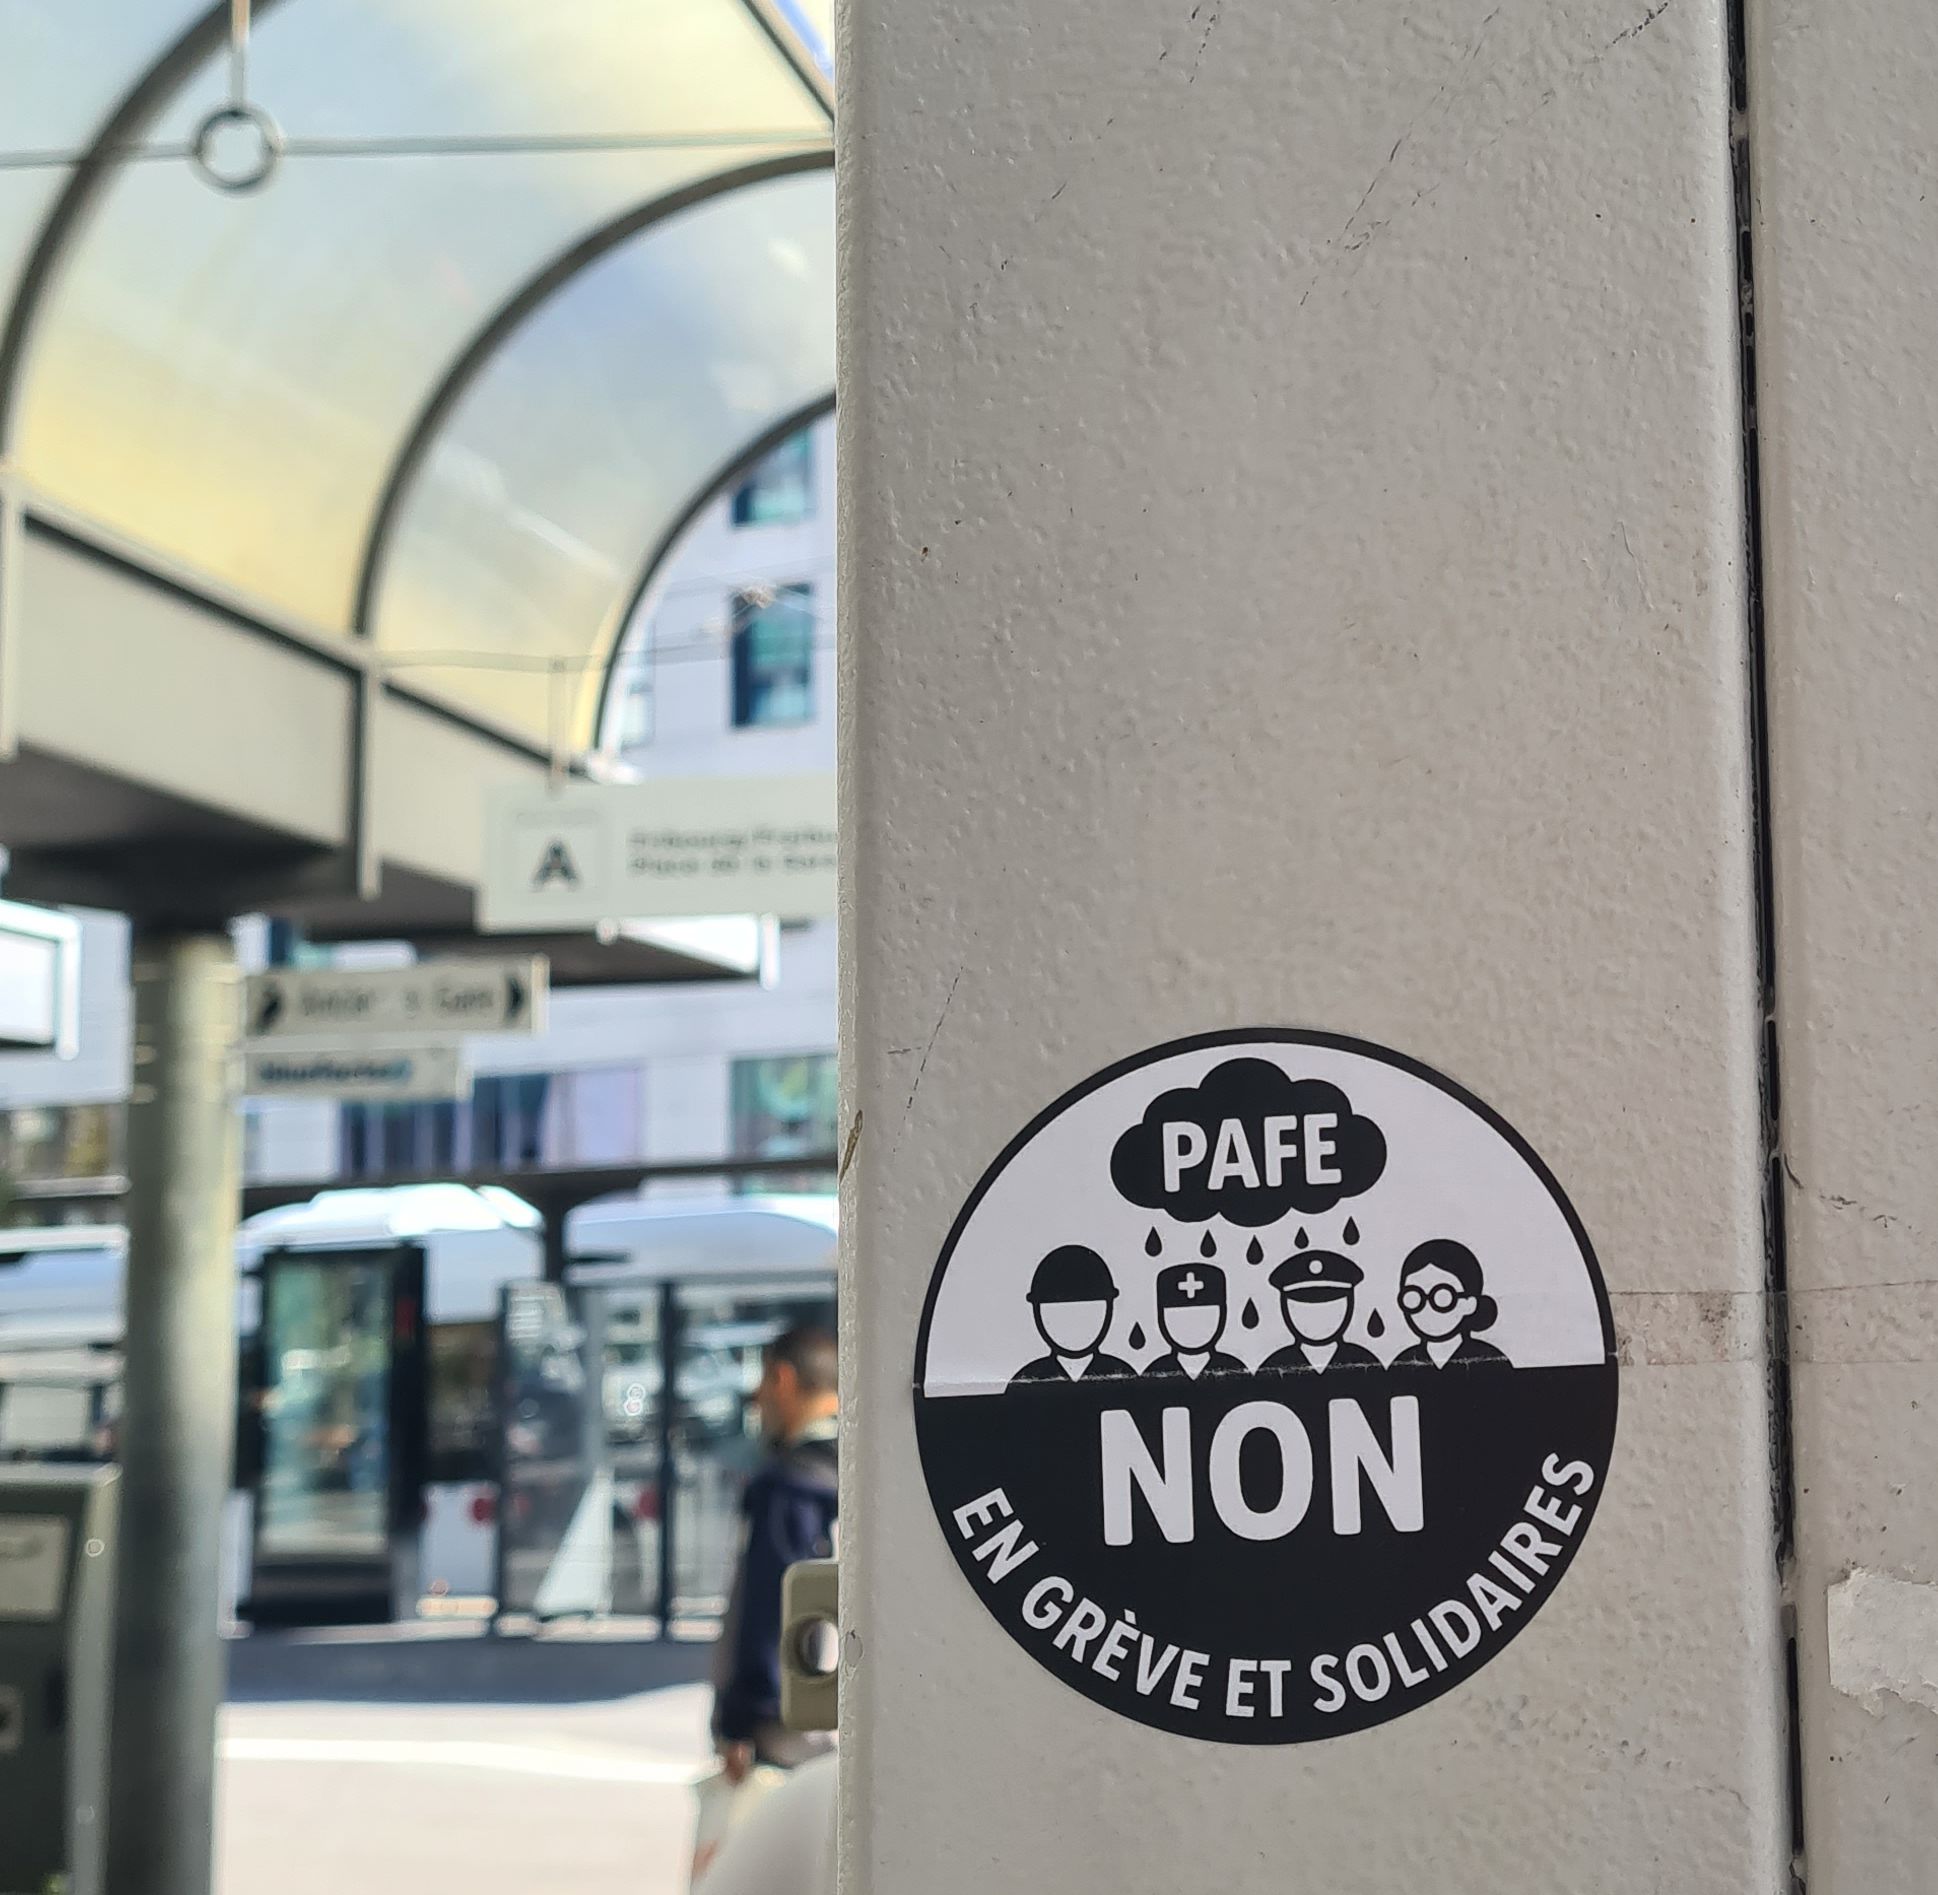 A
PAFE
NON
EN GRÈVE ET SOLIDAIRES